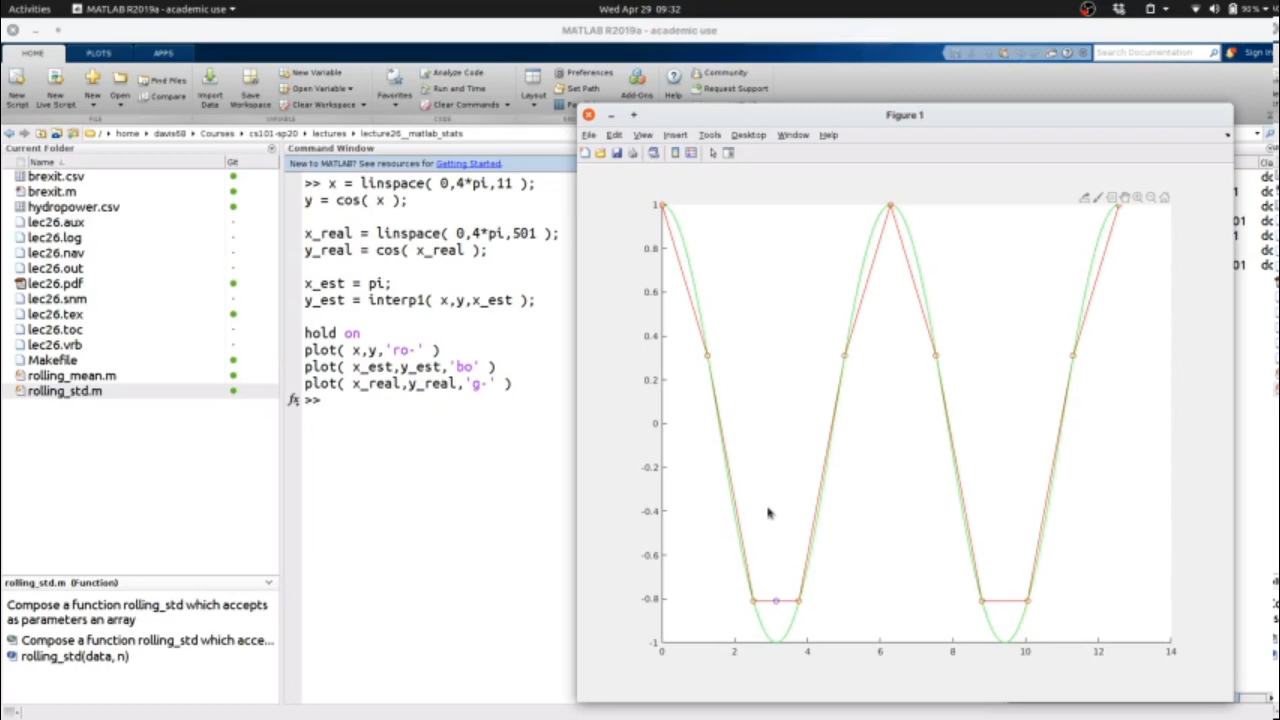 Activities MATLAB R2019a - academic use Wed Apr 29 09:32 90%
MATLAB R2019a - academic use
HOME PLOTS APPS Search Documentation Sign In
New Script New Live Script New Open Find Files Compare Import Data Save Workspace New Variable Open Variable Clear Workspace Favorites Analyze Code Run and Time Clear Commands Layout Preferences Set Path Add-Ons Help Community Request Support
FILE VARIABLE CODE
/ home davis68 Courses cs101-sp20 lectures lecture26_matlab_stats
Current Folder
Name Git
brexit.csv
brexit.m
hydropower.csv
lec26.aux
lec26.log
lec26.nav
lec26.out
lec26.pdf
lec26.snm
lec26.tex
lec26.toc
lec26.vrb
Makefile
rolling_mean.m
rolling_std.m
rolling_std.m (Function)
Compose a function rolling_std which accepts
as parameters an array
Compose a function rolling_std which acce...
rolling_std(data, n)
Command Window
New to MATLAB? See resources for Getting Started.
>> x = linspace( 0,4*pi,11 );
y = cos( x );
x_real = linspace( 0,4*pi,501 );
y_real = cos( x_real );
x_est = pi;
y_est = interp1( x,y,x_est );
hold on
plot( x,y,'ro-' )
plot( x_est,y_est,'bo' )
plot( x_real,y_real,'g-' )
fx >>
Figure 1
File Edit View Insert Tools Desktop Window Help
1
0.8
0.6
0.4
0.2
0
-0.2
-0.4
-0.6
-0.8
-1
0 2 4 6 8 10 12 14